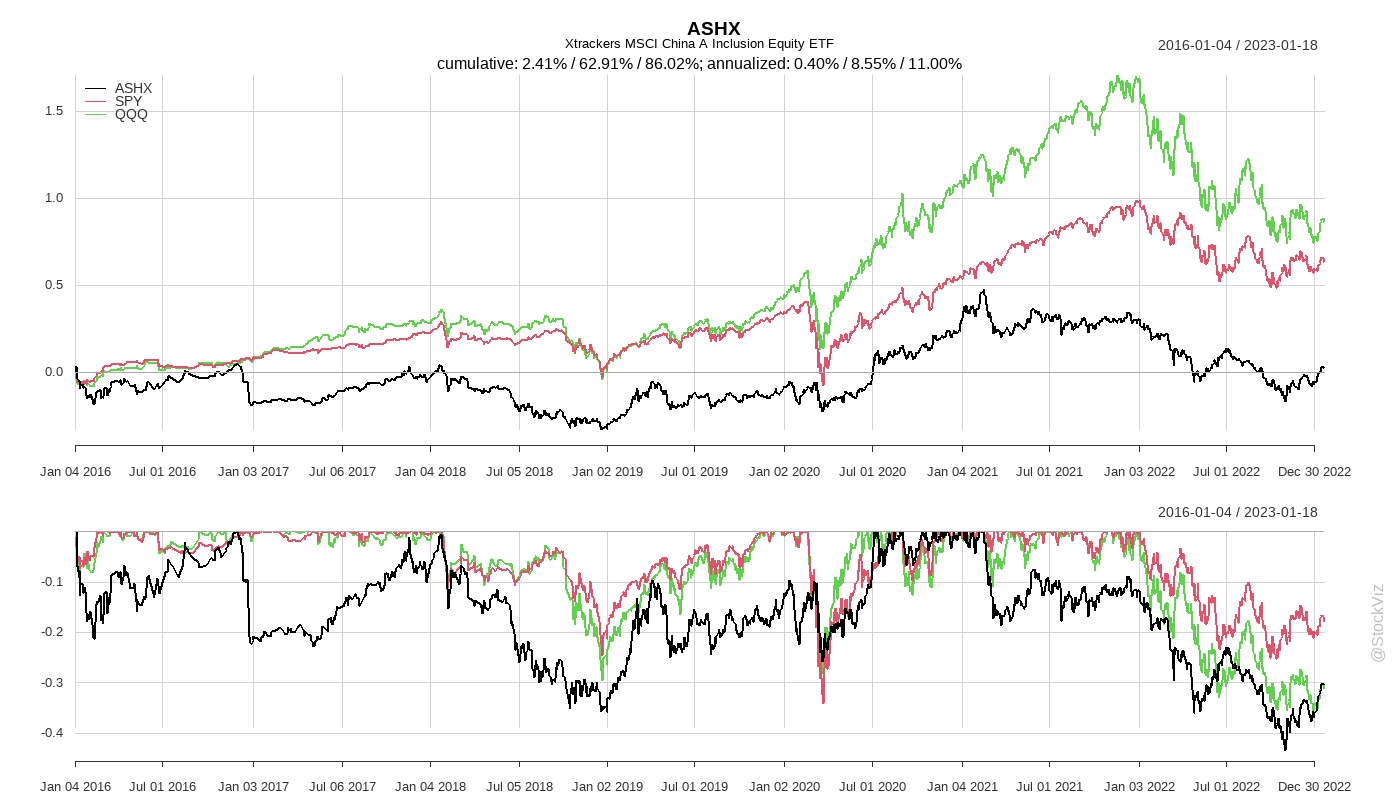 ASHX
Xtrackers MSCI China A Inclusion Equity ETF
2016-01-04 / 2023-01-18
cumulative: 2.41% / 62.91% / 86.02%; annualized: 0.40% / 8.55% / 11.00%
ASHX
SPY
QQQ
1.5
1.0
0.5
0.0
Jan 04 2016 Jul 01 2016 Jan 03 2017 Jul 06 2017 Jan 04 2018 Jul 05 2018 Jan 02 2019 Jul 01 2019 Jan 02 2020 Jul 01 2020 Jan 04 2021 Jul 01 2021 Jan 03 2022 Jul 01 2022 Dec 30 2022
2016-01-04 / 2023-01-18
-0.1
-0.2
-0.3
-0.4
Jan 04 2016 Jul 01 2016 Jan 03 2017 Jul 06 2017 Jan 04 2018 Jul 05 2018 Jan 02 2019 Jul 01 2019 Jan 02 2020 Jul 01 2020 Jan 04 2021 Jul 01 2021 Jan 03 2022 Jul 01 2022 Dec 30 2022
@StockViz